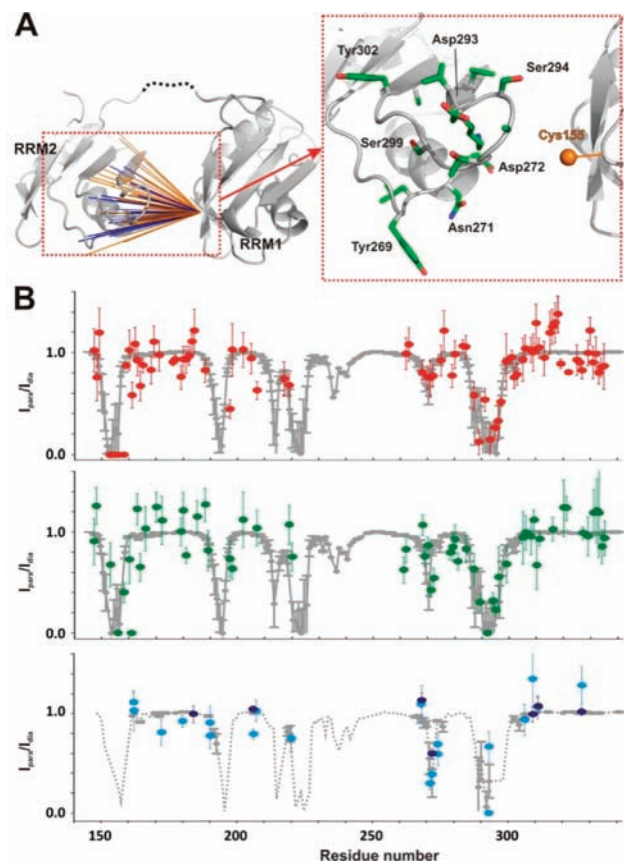 A
RRM2
RRM1
Tyr302
Asp293
Ser294
Cys155
Ser299
Asp272
Asn271
Tyr269
B
Ipara/Idia
1.0
0.0
Ipara/Idia
1.0
0.0
Ipara/Idia
1.0
0.0
150 200 250 300
Residue number